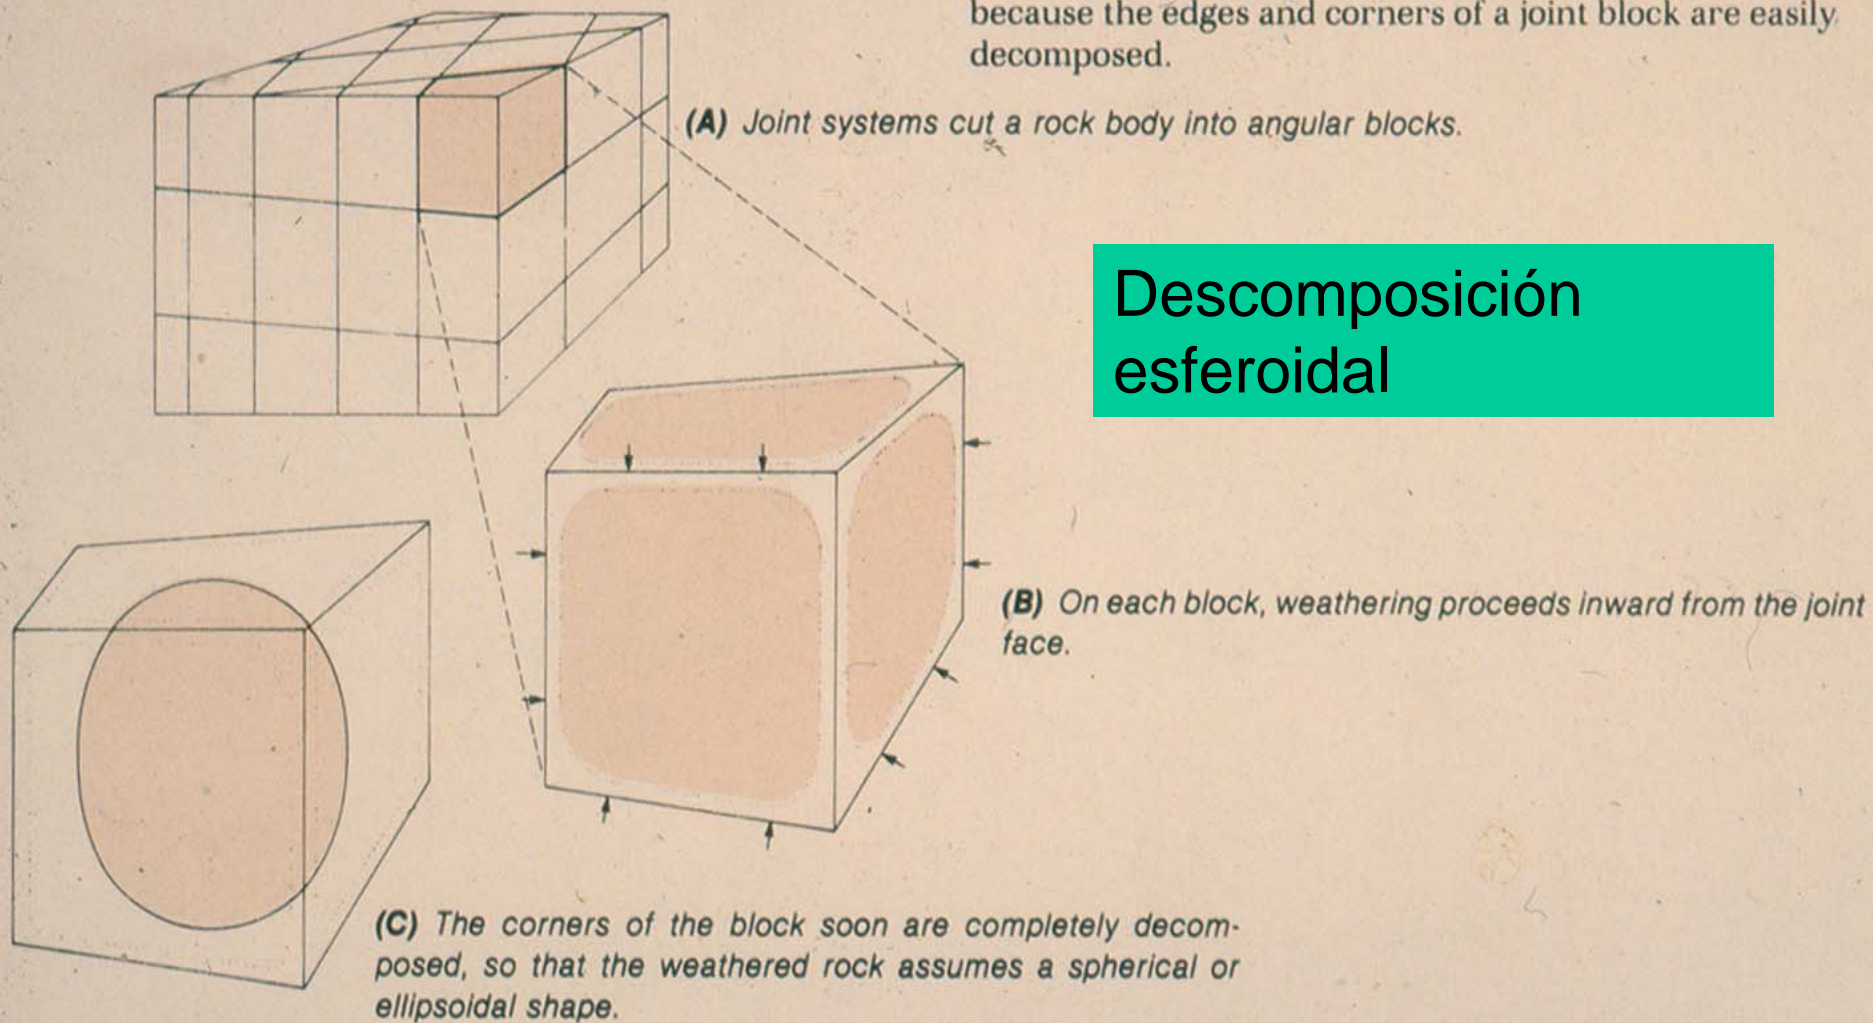 because the edges and corners of a joint block are easily
decomposed.
(A) Joint systems cut a rock body into angular blocks.
Descomposición
esferoidal
(B) On each block, weathering proceeds inward from the joint
face.
(C) The corners of the block soon are completely decom-
posed, so that the weathered rock assumes a spherical or
ellipsoidal shape.